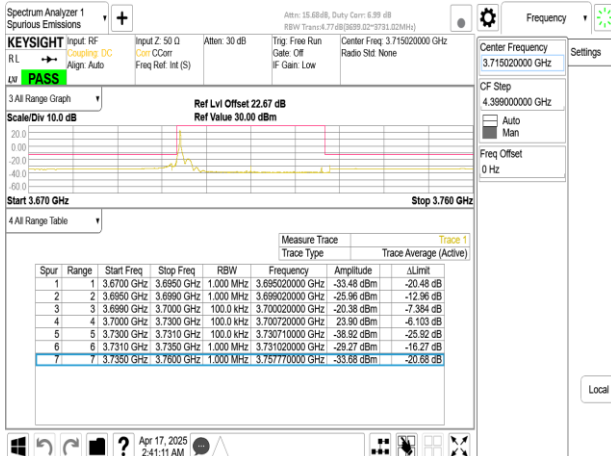 Spectrum Analyzer 1
Spurious Emissions
Attn: 15.68dB, Duty Corr: 6.99 dB
RBW Trans:4.77dB(3699.02~3731.02MHz)
Frequency
KEYSIGHT Input: RF Input Z: 50 Ω Atten: 30 dB Trig: Free Run Center Freq: 3.715020000 GHz
RL Coupling: DC Corr CCorr Gate: Off Radio Std: None
Align: Auto Freq Ref: Int (S) IF Gain: Low
LXI PASS
Center Frequency
3.715020000 GHz
Settings
CF Step
4.399000000 GHz
Auto
Man
Freq Offset
0 Hz
3 All Range Graph
Ref Lvl Offset 22.67 dB
Scale/Div 10.0 dB Ref Value 30.00 dBm
20.0
0.00
-20.0
-40.0
-60.0
Start 3.670 GHz Stop 3.760 GHz
4 All Range Table
Measure Trace Trace 1
Trace Type Trace Average (Active)
Spur Range Start Freq Stop Freq RBW Frequency Amplitude ΔLimit
1 1 3.6700 GHz 3.6950 GHz 1.000 MHz 3.695020000 GHz -33.48 dBm -20.48 dB
2 2 3.6950 GHz 3.6990 GHz 1.000 MHz 3.699020000 GHz -25.96 dBm -12.96 dB
3 3 3.6990 GHz 3.7000 GHz 100.0 kHz 3.700020000 GHz -20.38 dBm -7.384 dB
4 4 3.7000 GHz 3.7300 GHz 100.0 kHz 3.700720000 GHz 23.90 dBm -6.103 dB
5 5 3.7300 GHz 3.7310 GHz 100.0 kHz 3.730710000 GHz -38.92 dBm -25.92 dB
6 6 3.7310 GHz 3.7350 GHz 1.000 MHz 3.731020000 GHz -29.27 dBm -16.27 dB
7 7 3.7350 GHz 3.7600 GHz 1.000 MHz 3.757770000 GHz -33.68 dBm -20.68 dB
Local
? Apr 17, 2025
2:41:11 AM